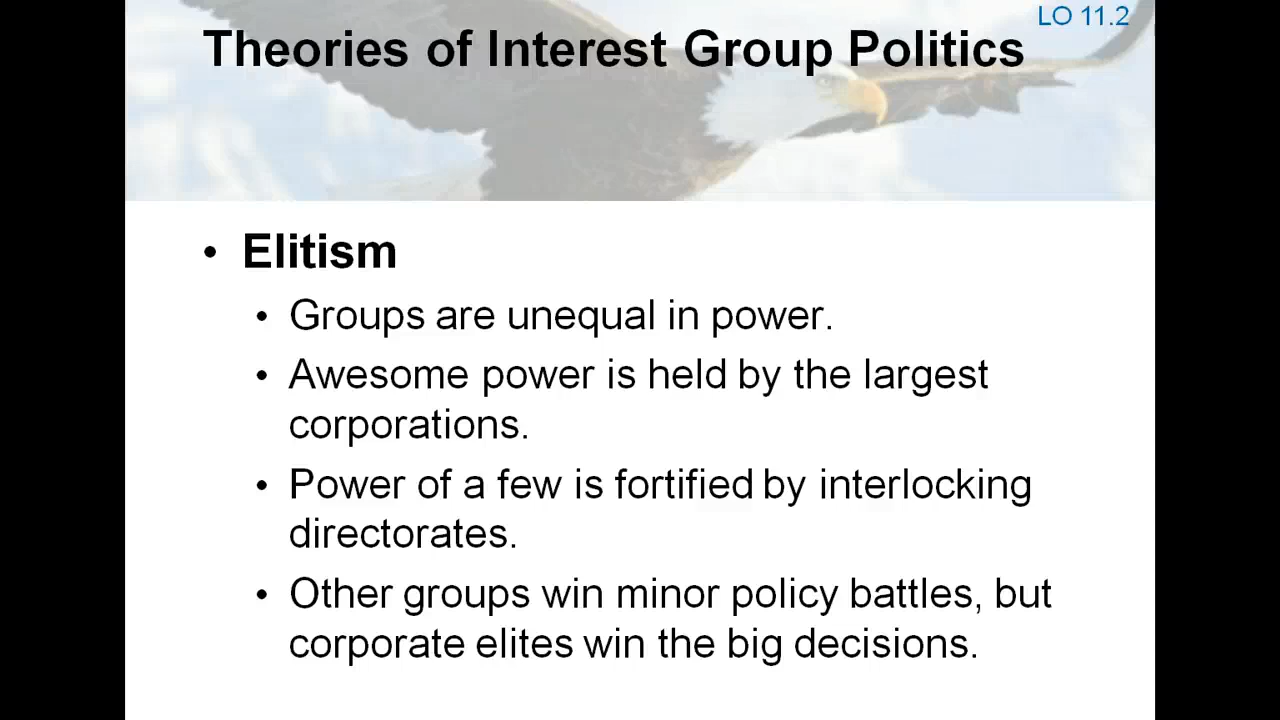 LO 11.2
Theories of Interest Group Politics
• Elitism
• Groups are unequal in power.
• Awesome power is held by the largest
corporations.
• Power of a few is fortified by interlocking
directorates.
• Other groups win minor policy battles, but
corporate elites win the big decisions.